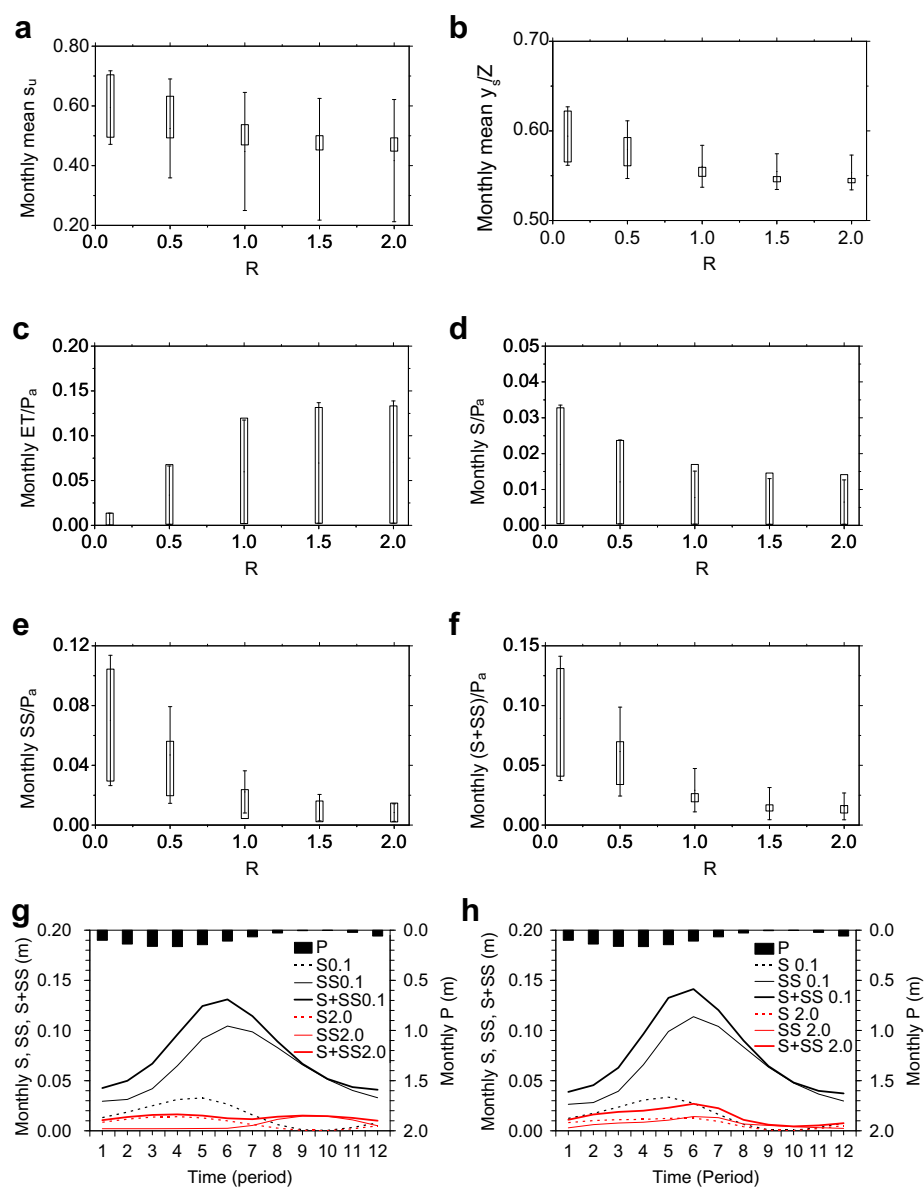 a
b
0.80
0.60
0.40
0.20
Monthly mean s_u
0.0 0.5 1.0 1.5 2.0
R
0.70
0.60
0.50
Monthly mean y_s/Z
0.0 0.5 1.0 1.5 2.0
R
c
d
0.20
0.15
0.10
0.05
0.00
Monthly ET/P_a
0.0 0.5 1.0 1.5 2.0
R
0.05
0.04
0.03
0.01
0.01
0.00
Monthly S/P_a
0.0 0.5 1.0 1.5 2.0
R
e
f
0.12
0.08
0.04
0.00
Monthly SS/P_a
0.0 0.5 1.0 1.5 2.0
R
0.15
0.10
0.05
0.00
Monthly (S+SS)/P_a
0.0 0.5 1.0 1.5 2.0
R
g
h
0.20
0.15
0.10
0.05
0.00
Monthly S, SS, S+SS (m)
P
S0.1
SS0.1
S+SS0.1
S2.0
SS2.0
S+SS2.0
0.0
0.5
1.0
1.5
2.0
Monthly P (m)
1 2 3 4 5 6 7 8 9 10 11 12
Time (period)
0.20
0.15
0.10
0.05
0.00
Monthly S, SS, S+SS (m)
P
S 0.1
SS 0.1
S+SS 0.1
S 2.0
SS 2.0
S+SS 2.0
0.0
0.5
1.0
1.5
2.0
Monthly P (m)
1 2 3 4 5 6 7 8 9 10 11 12
Time (Period)